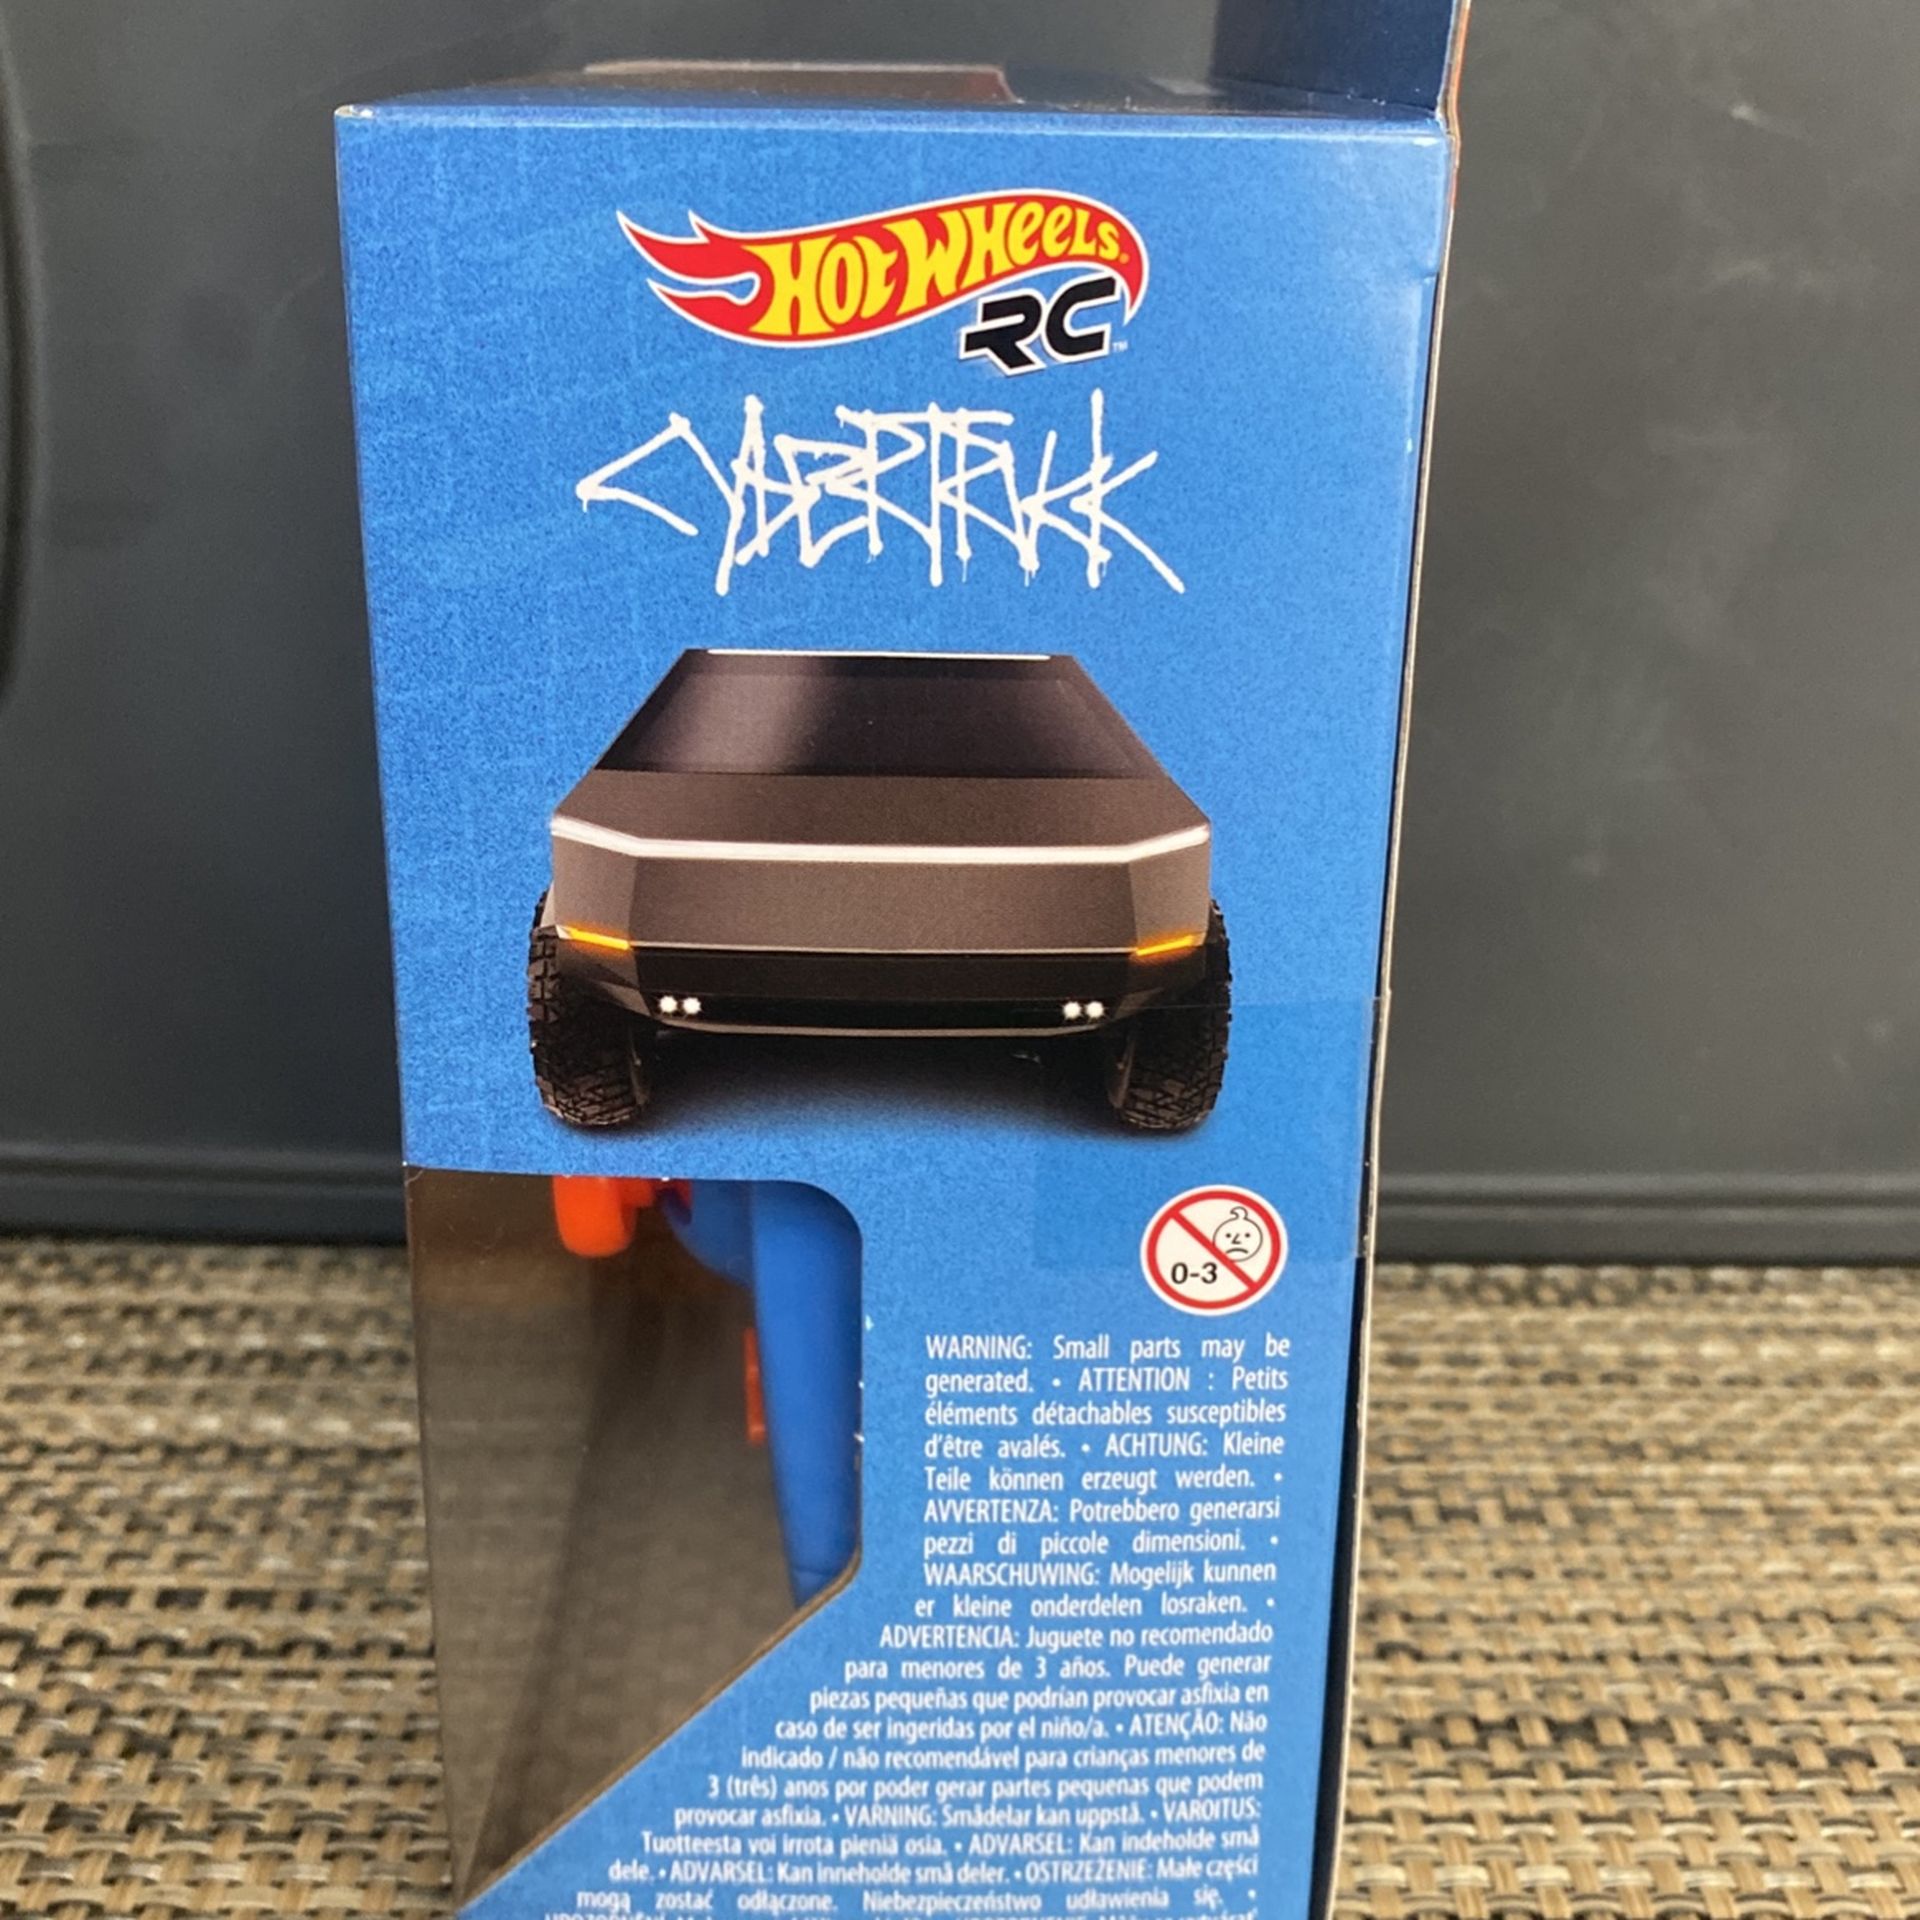 HOT WHEELS®
RC™
CYBERTRUCK
0-3
WARNING: Small parts may be
generated. • ATTENTION : Petits
éléments détachables susceptibles
d'être avalés. • ACHTUNG: Kleine
Teile können erzeugt werden. •
AVVERTENZA: Potrebbero generarsi
pezzi di piccole dimensioni. •
WAARSCHUWING: Mogelijk kunnen
er kleine onderdelen losraken. •
ADVERTENCIA: Juguete no recomendado
para menores de 3 años. Puede generar
piezas pequeñas que podrían provocar asfixia en
caso de ser ingeridas por el niño/a. • ATENÇÃO: Não
indicado / não recomendável para crianças menores de
3 (três) anos por poder gerar partes pequenas que podem
provocar asfixia. • VARNING: Smådelar kan uppstå. • VAROITUS:
Tuotteesta voi irrota pieniä osia. • ADVARSEL: Kan indeholde små
dele. • ADVARSEL: Kan inneholde små deler. • OSTRZEŻENIE: Małe części
mogą zostać odłączone. Niebezpieczeństwo udławienia się. •